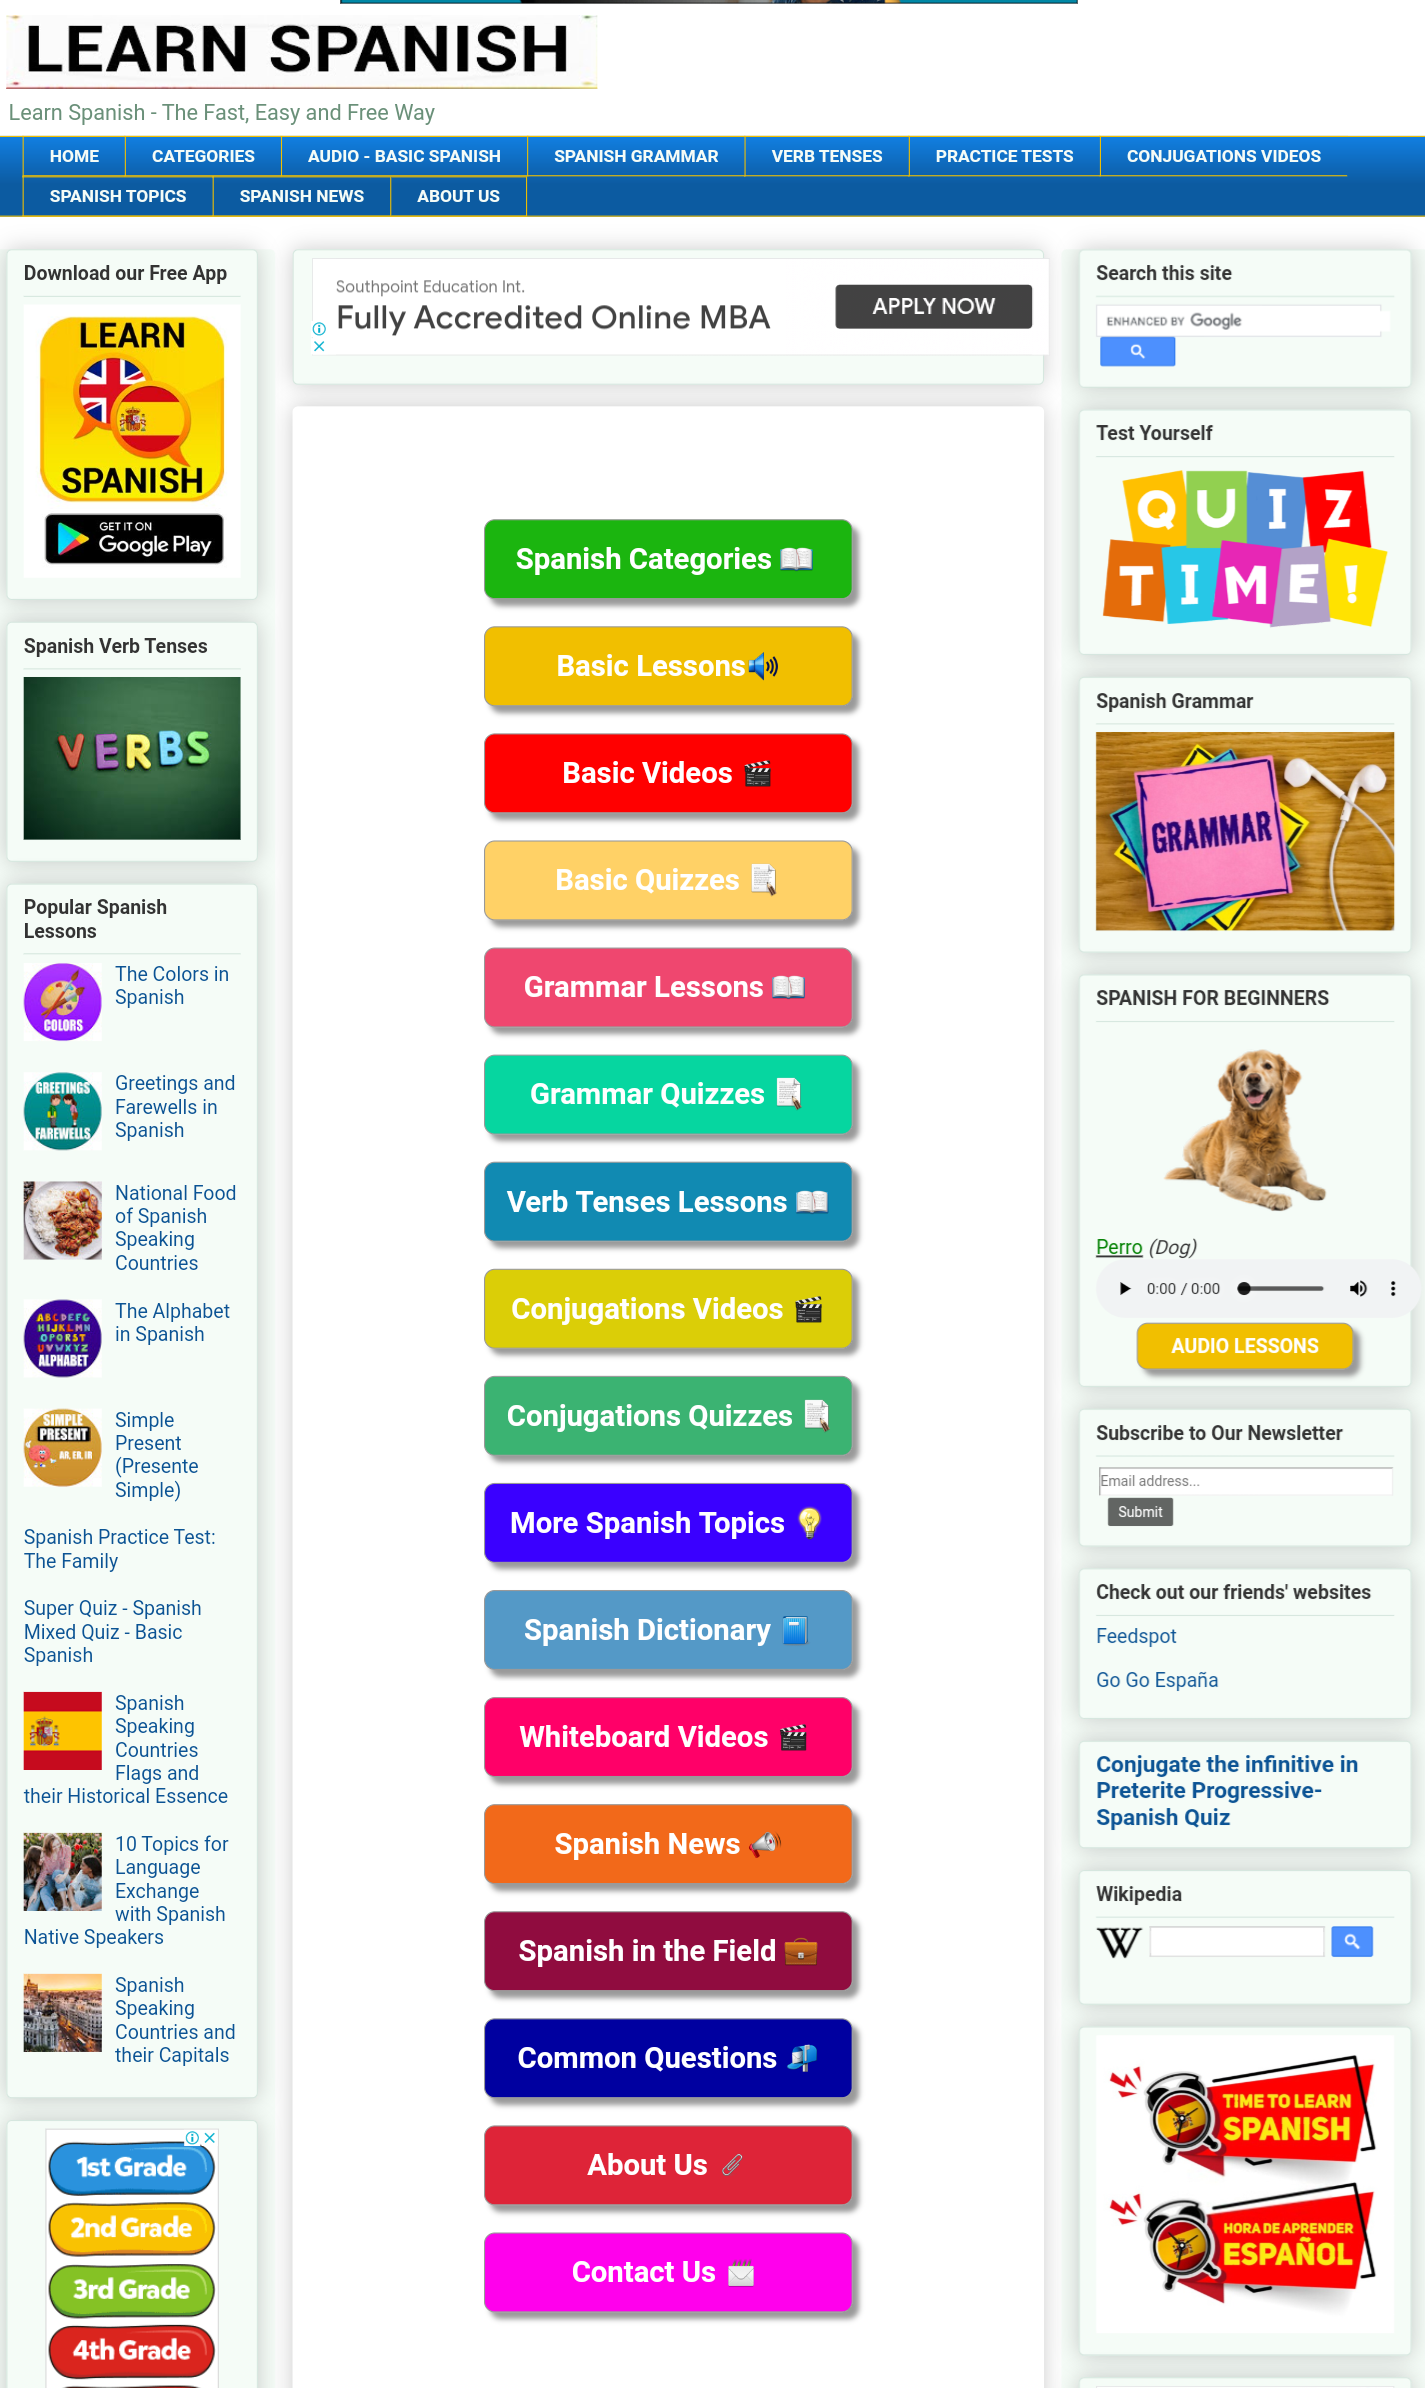 LEARN SPANISH
Learn Spanish - The Fast, Easy and Free Way
HOME
CATEGORIES
AUDIO - BASIC SPANISH
SPANISH GRAMMAR
VERB TENSES
PRACTICE TESTS
CONJUGATIONS VIDEOS
SPANISH TOPICS
SPANISH NEWS
ABOUT US
Download our Free App
LEARN
SPANISH
GET IT ON
Google Play
Spanish Verb Tenses
VERBS
Popular Spanish
Lessons
COLORS
The Colors in
Spanish
GREETINGS
FAREWELLS
Greetings and
Farewells in
Spanish
National Food
of Spanish
Speaking
Countries
ABCDEFG
HIJKLMN
OPQRST
UVWXYZ
ALPHABET
The Alphabet
in Spanish
SIMPLE
PRESENT
AR, ER, IR
Simple
Present
(Presente
Simple)
Spanish Practice Test:
The Family
Super Quiz - Spanish
Mixed Quiz - Basic
Spanish
Spanish
Speaking
Countries
Flags and
their Historical Essence
10 Topics for
Language
Exchange
with Spanish
Native Speakers
Spanish
Speaking
Countries and
their Capitals
1st Grade
2nd Grade
3rd Grade
4th Grade
Southpoint Education Int.
Fully Accredited Online MBA
APPLY NOW
Spanish Categories
Basic Lessons
Basic Videos
Basic Quizzes
Grammar Lessons
Grammar Quizzes
Verb Tenses Lessons
Conjugations Videos
Conjugations Quizzes
More Spanish Topics
Spanish Dictionary
Whiteboard Videos
Spanish News
Spanish in the Field
Common Questions
About Us
Contact Us
Search this site
ENHANCED BY Google
Test Yourself
QUIZ
TIME!
Spanish Grammar
GRAMMAR
SPANISH FOR BEGINNERS
Perro (Dog)
0:00 / 0:00
AUDIO LESSONS
Subscribe to Our Newsletter
Email address...
Submit
Check out our friends' websites
Feedspot
Go Go España
Conjugate the infinitive in
Preterite Progressive-
Spanish Quiz
Wikipedia
W
TIME TO LEARN
SPANISH
HORA DE APRENDER
ESPAÑOL